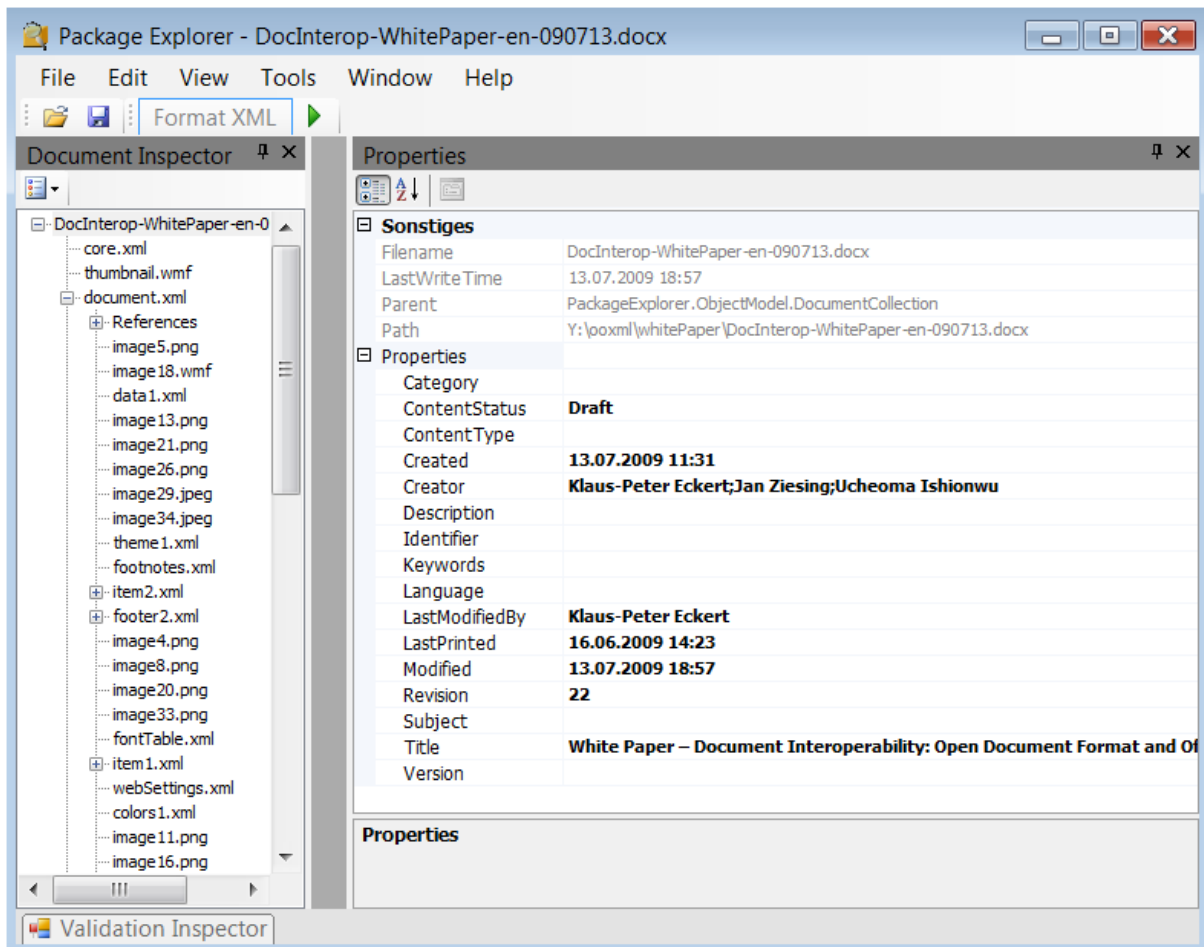 Package Explorer - DocInterop-WhitePaper-en-090713.docx
File Edit View Tools Window Help
Format XML
Document Inspector
DocInterop-WhitePaper-en-0
core.xml
thumbnail.wmf
document.xml
References
image5.png
image18.wmf
data1.xml
image13.png
image21.png
image26.png
image29.jpeg
image34.jpeg
theme1.xml
footnotes.xml
item2.xml
footer2.xml
image4.png
image8.png
image20.png
image33.png
fontTable.xml
item1.xml
webSettings.xml
colors1.xml
image11.png
image16.png
Properties
Sonstiges
Filename DocInterop-WhitePaper-en-090713.docx
LastWriteTime 13.07.2009 18:57
Parent PackageExplorer.ObjectModel.DocumentCollection
Path Y:\ooxml\whitePaper\DocInterop-WhitePaper-en-090713.docx
Properties
Category
ContentStatus Draft
ContentType
Created 13.07.2009 11:31
Creator Klaus-Peter Eckert;Jan Ziesing;Ucheoma Ishionwu
Description
Identifier
Keywords
Language
LastModifiedBy Klaus-Peter Eckert
LastPrinted 16.06.2009 14:23
Modified 13.07.2009 18:57
Revision 22
Subject
Title White Paper – Document Interoperability: Open Document Format and Of
Version
Properties
Validation Inspector